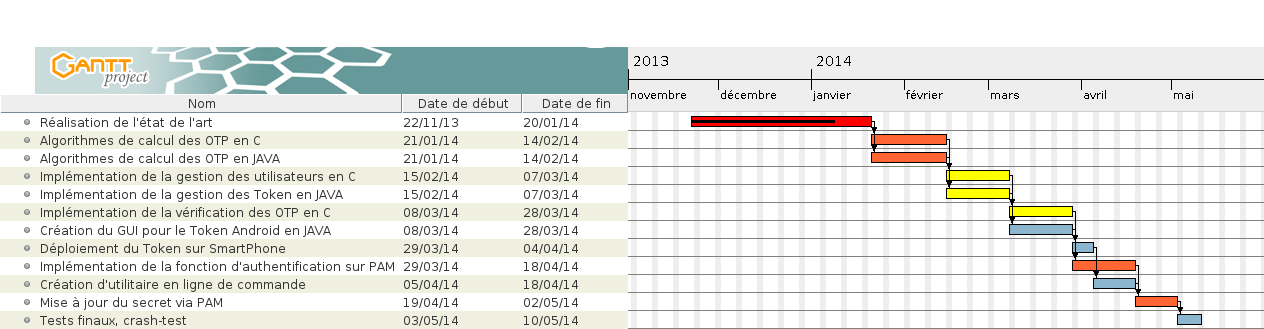 GANTT
project
2013
2014
novembre décembre janvier février mars avril mai
Nom Date de début Date de fin
Réalisation de l'état de l'art 22/11/13 20/01/14
Algorithmes de calcul des OTP en C 21/01/14 14/02/14
Algorithmes de calcul des OTP en JAVA 21/01/14 14/02/14
Implémentation de la gestion des utilisateurs en C 15/02/14 07/03/14
Implémentation de la gestion des Token en JAVA 15/02/14 07/03/14
Implémentation de la vérification des OTP en C 08/03/14 28/03/14
Création du GUI pour le Token Android en JAVA 08/03/14 28/03/14
Déploiement du Token sur SmartPhone 29/03/14 04/04/14
Implémentation de la fonction d'authentification sur PAM 29/03/14 18/04/14
Création d'utilitaire en ligne de commande 05/04/14 18/04/14
Mise à jour du secret via PAM 19/04/14 02/05/14
Tests finaux, crash-test 03/05/14 10/05/14